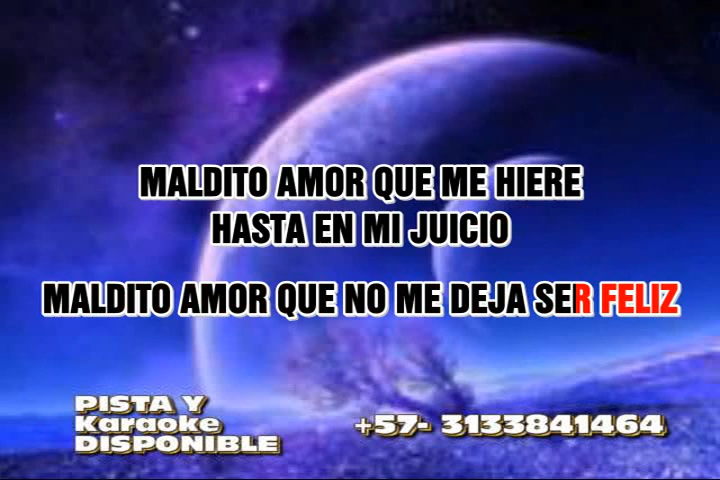 MALDITO AMOR QUE ME HIERE
HASTA EN MI JUICIO
MALDITO AMOR QUE NO ME DEJA SER FELIZ
PISTA Y
Karaoke
DISPONIBLE
+57- 3133841464